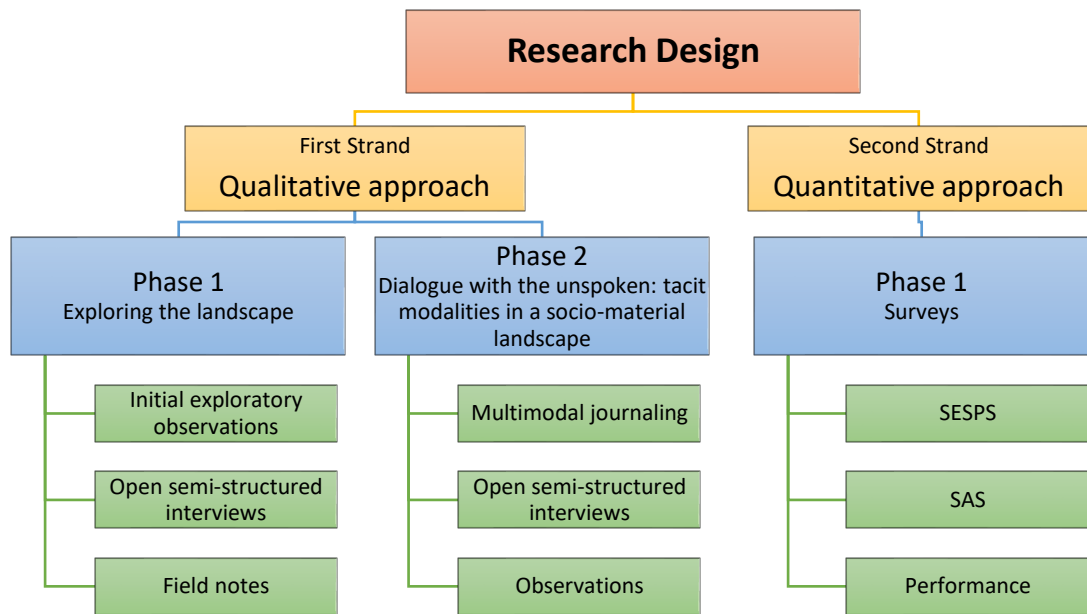 Research Design
First Strand
Qualitative approach
Second Strand
Quantitative approach
Phase 1
Exploring the landscape
Phase 2
Dialogue with the unspoken: tacit
modalities in a socio-material
landscape
Phase 1
Surveys
Initial exploratory
observations
Open semi-structured
interviews
Field notes
Multimodal journaling
Open semi-structured
interviews
Observations
SESPS
SAS
Performance